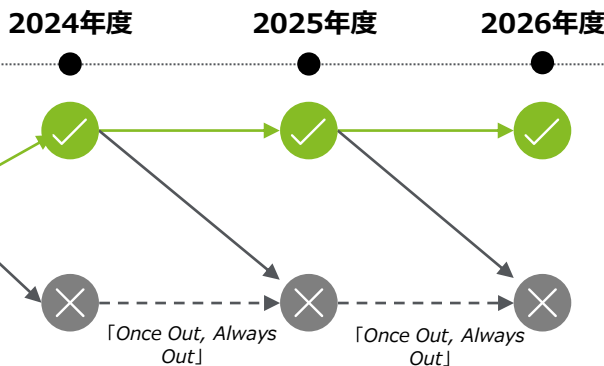 2024年度 2025年度 2026年度
「Once Out, Always
Out」
「Once Out, Always
Out」